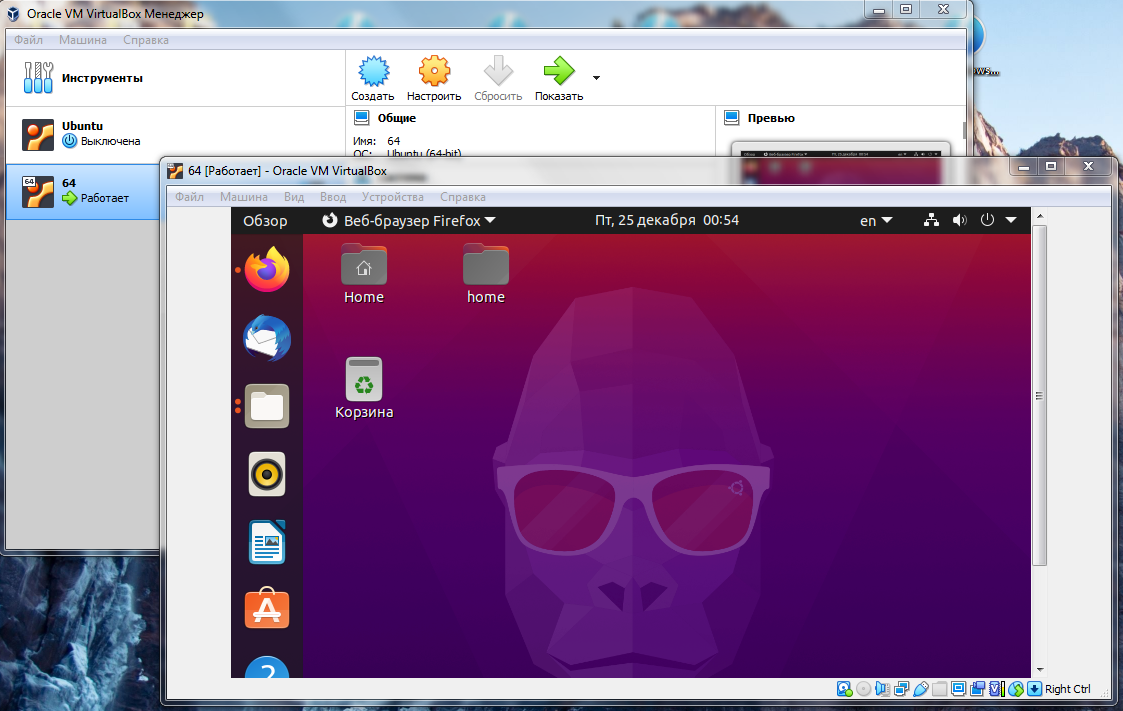 Oracle VM VirtualBox Менеджер
Файл Машина Справка
Инструменты
Создать Настроить Сбросить Показать
Ubuntu
Выключена
64
64
Работает
Общие
Имя: 64
ОС: Ubuntu (64-bit)
Превью
64 [Работает] - Oracle VM VirtualBox
Файл Машина Вид Ввод Устройства Справка
Обзор Веб-браузер Firefox Пт, 25 декабря 00:54 en
Home home
Корзина
Right Ctrl